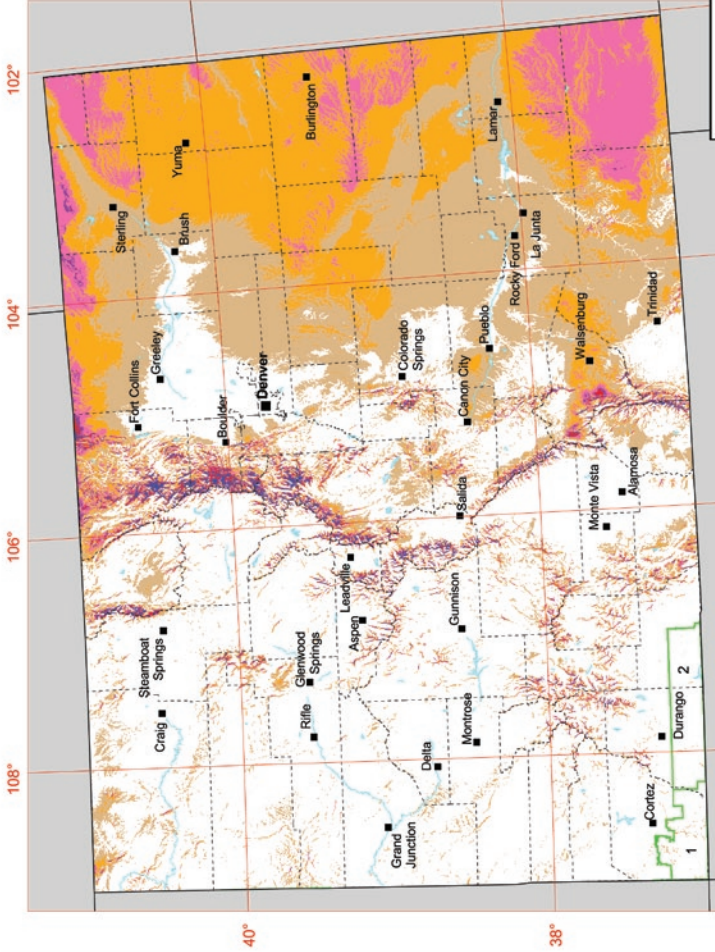 108°
106°
104°
102°
40°
38°
Craig
Steamboat
Springs
Fort Collins
Greeley
Sterling
Brush
Yuma
Boulder
Denver
Burlington
Rifle
Glenwood
Springs
Leadville
Aspen
Colorado
Springs
Grand
Junction
Delta
Montrose
Gunnison
Salida
Canon City
Pueblo
Rocky Ford
La Junta
Lamar
Walsenburg
Monte Vista
Alamosa
Trinidad
Cortez
Durango
1
2